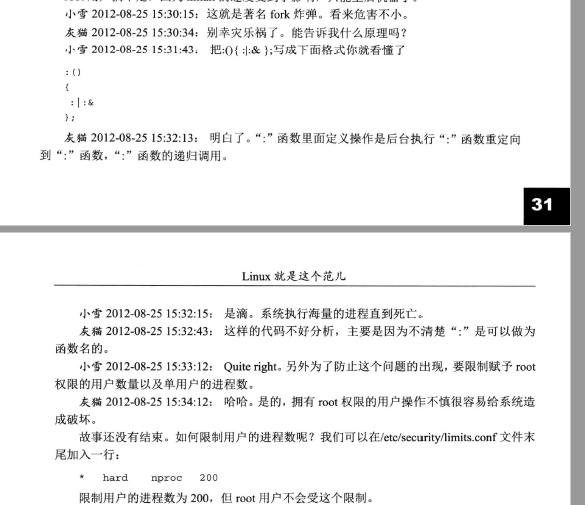 小雪 2012-08-25 15:30:15：这就是著名 fork 炸弹。看来危害不小。
灰猫 2012-08-25 15:30:34：别幸灾乐祸了。能告诉我什么原理吗？
小雪 2012-08-25 15:31:43：把:(){ :|:& };写成下面格式你就看懂了
:()
{
:|:&
};
灰猫 2012-08-25 15:32:13：明白了。“:”函数里面定义操作是后台执行“:”函数重定向
到“:”函数，“:”函数的递归调用。
31
Linux 就是这个范儿
小雪 2012-08-25 15:32:15：是滴。系统执行海量的进程直到死亡。
灰猫 2012-08-25 15:32:43：这样的代码不好分析，主要是因为不清楚“:”是可以做为
函数名的。
小雪 2012-08-25 15:33:12：Quite right。另外为了防止这个问题的出现，要限制赋予 root
权限的用户数量以及单用户的进程数。
灰猫 2012-08-25 15:34:12：哈哈。是的，拥有 root 权限的用户操作不慎很容易给系统造
成破坏。
故事还没有结束。如何限制用户的进程数呢？我们可以在/etc/security/limits.conf 文件末
尾加入一行：
* hard nproc 200
限制用户的进程数为 200，但 root 用户不会受这个限制。